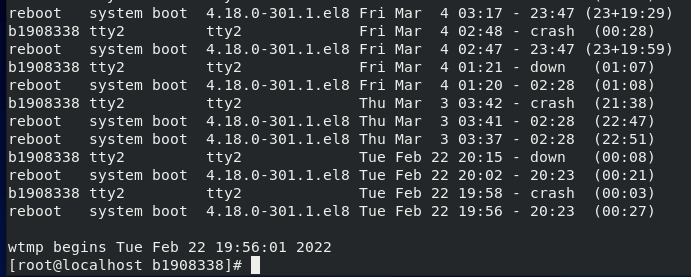 reboot   system boot  4.18.0-301.1.el8 Fri Mar  4 03:17 - 23:47 (23+19:29)
b1908338 tty2         tty2             Fri Mar  4 02:48 - crash  (00:28)
reboot   system boot  4.18.0-301.1.el8 Fri Mar  4 02:47 - 23:47 (23+19:59)
b1908338 tty2         tty2             Fri Mar  4 01:21 - down   (01:07)
reboot   system boot  4.18.0-301.1.el8 Fri Mar  4 01:20 - 02:28  (01:08)
b1908338 tty2         tty2             Thu Mar  3 03:42 - crash  (21:38)
reboot   system boot  4.18.0-301.1.el8 Thu Mar  3 03:41 - 02:28  (22:47)
reboot   system boot  4.18.0-301.1.el8 Thu Mar  3 03:37 - 02:28  (22:51)
b1908338 tty2         tty2             Tue Feb 22 20:15 - down   (00:08)
reboot   system boot  4.18.0-301.1.el8 Tue Feb 22 20:02 - 20:23  (00:21)
b1908338 tty2         tty2             Tue Feb 22 19:58 - crash  (00:03)
reboot   system boot  4.18.0-301.1.el8 Tue Feb 22 19:56 - 20:23  (00:27)

wtmp begins Tue Feb 22 19:56:01 2022
[root@localhost b1908338]#